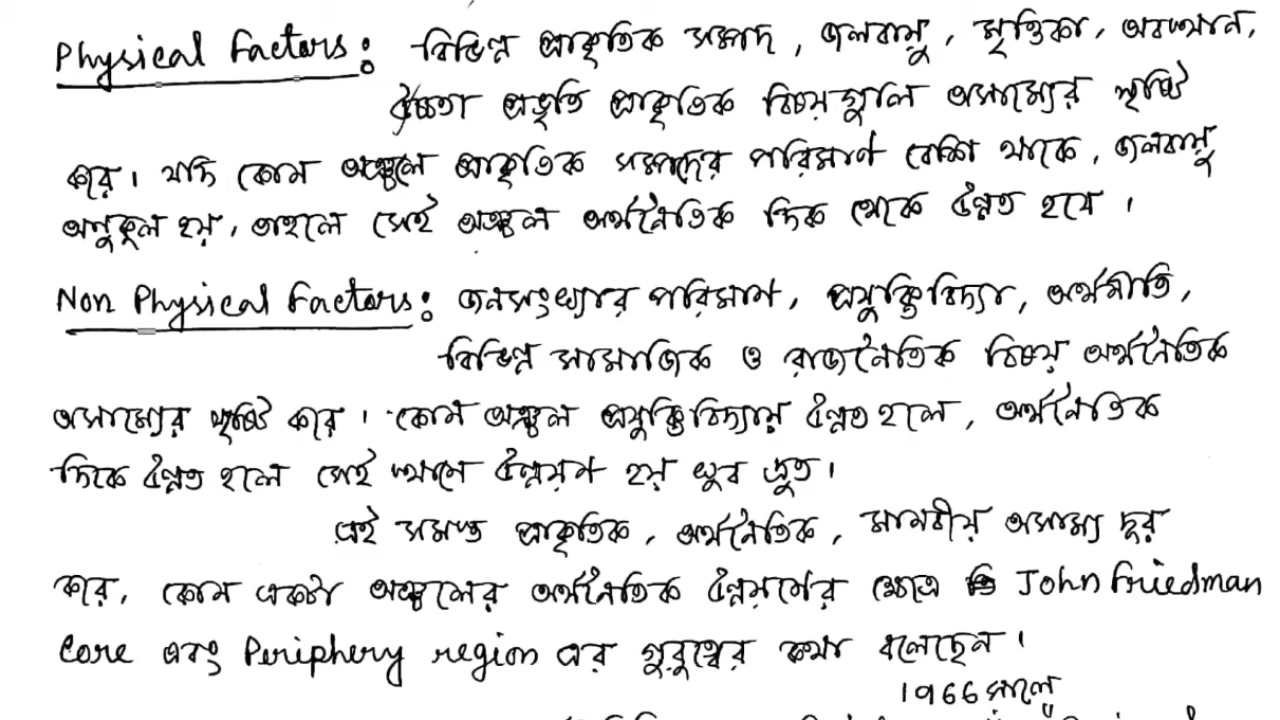 Physical Factors: বিভিন্ন প্রাকৃতিক সম্পদ, জলবায়ু, মৃত্তিকা, অবস্থান,
উচ্চতা প্রভৃতি প্রাকৃতিক বিষয়গুলি অসাম্যের সৃষ্টি
করে। যদি কোন অঞ্চলে প্রাকৃতিক সম্পদের পরিমাণ বেশি থাকে, জলবায়ু
অনুকুল হয়, তাহলে সেই অঞ্চল অর্থনৈতিক দিক থেকে উন্নত হবে।
Non Physical Factors: জনসংখ্যার পরিমাণ, প্রযুক্তিবিদ্যা, অর্থনীতি,
বিভিন্ন সামাজিক ও রাজনৈতিক বিষয় অর্থনৈতিক
অসাম্যের সৃষ্টি করে। কোন অঞ্চল প্রযুক্তিবিদ্যায় উন্নত হলে, অর্থনৈতিক
দিকে উন্নত হলে সেই স্থানে উন্নয়ণ হয় খুব দ্রুত।
এই সমস্ত প্রাকৃতিক, অর্থনৈতিক, মানবীয় অসাম্য দূর
করে, কোন একটা অঞ্চলের অর্থনৈতিক উন্নয়ণের ক্ষেত্রে John Friedman
Core এবং Periphery region এর গুরুত্বের কথা বলেছেন।
1966 সালে